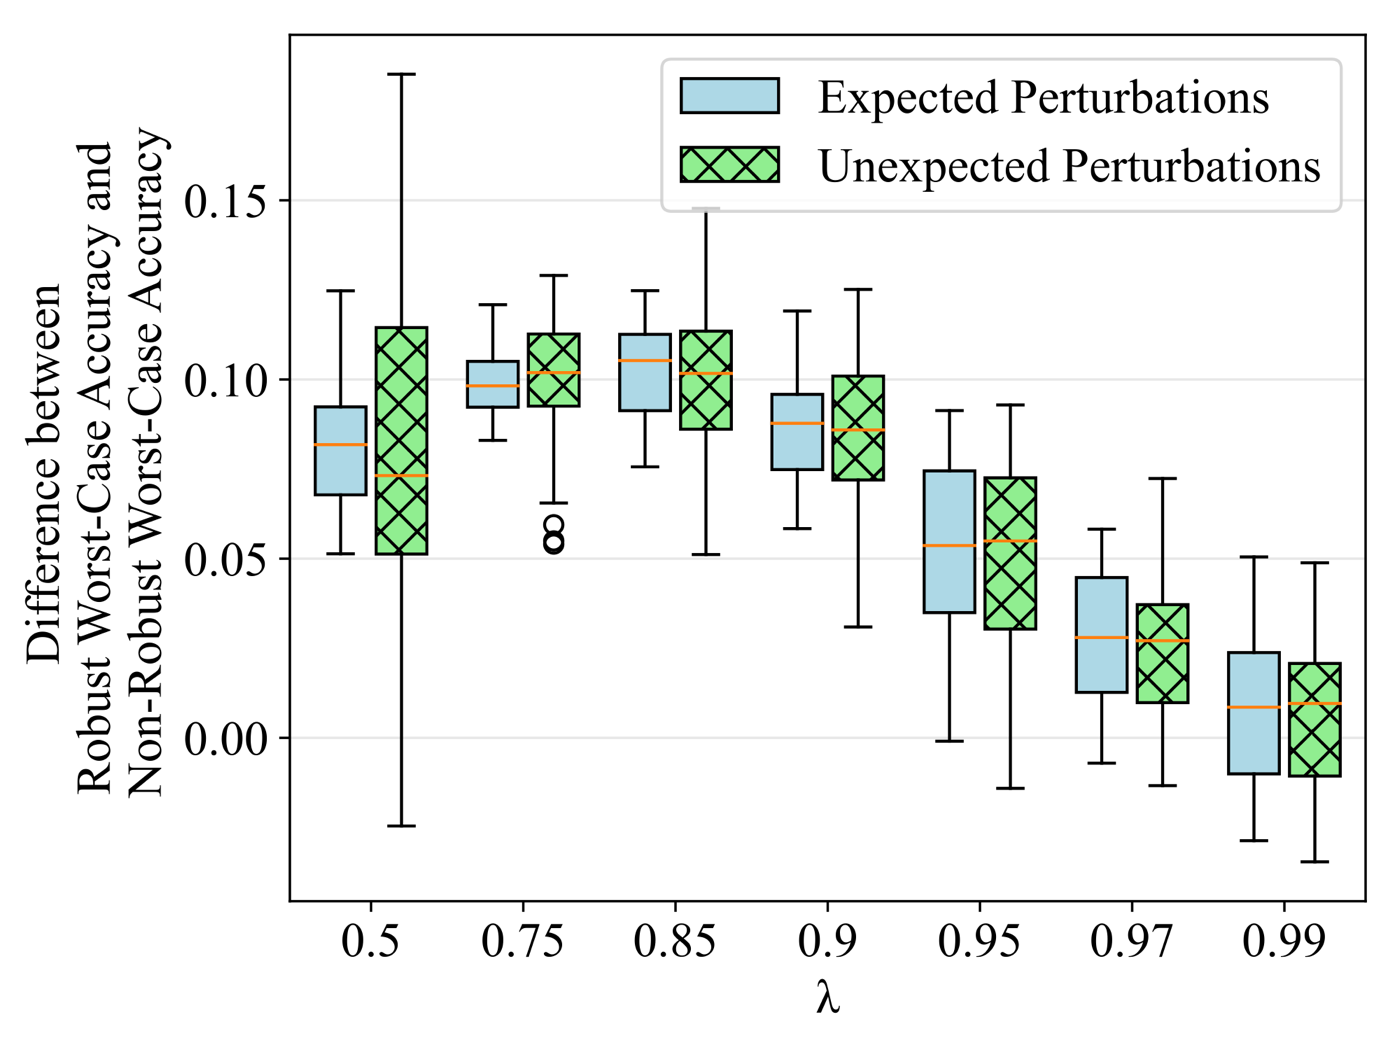 Difference between
Robust Worst-Case Accuracy and
Non-Robust Worst-Case Accuracy
Expected Perturbations
Unexpected Perturbations
0.15
0.10
0.05
0.00
0.5 0.75 0.85 0.9 0.95 0.97 0.99
λ